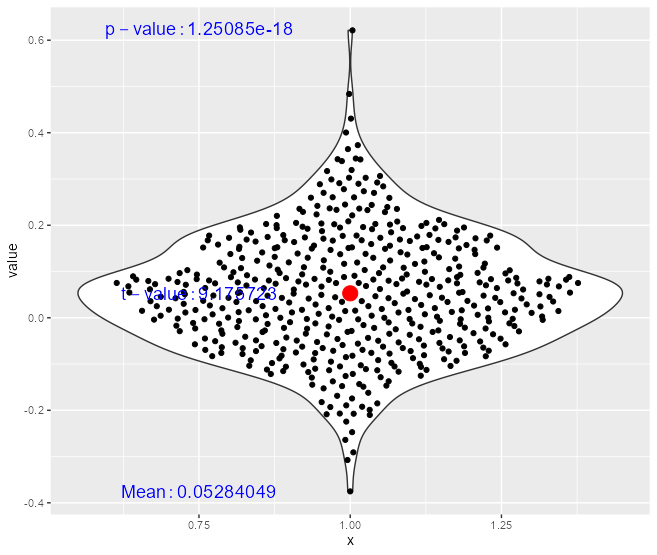 p − value : 1.25085e-18
0.6
0.4
0.2
t − value : 9.175723
0.0
-0.2
Mean : 0.05284049
-0.4
0.75 1.00 1.25
x
value